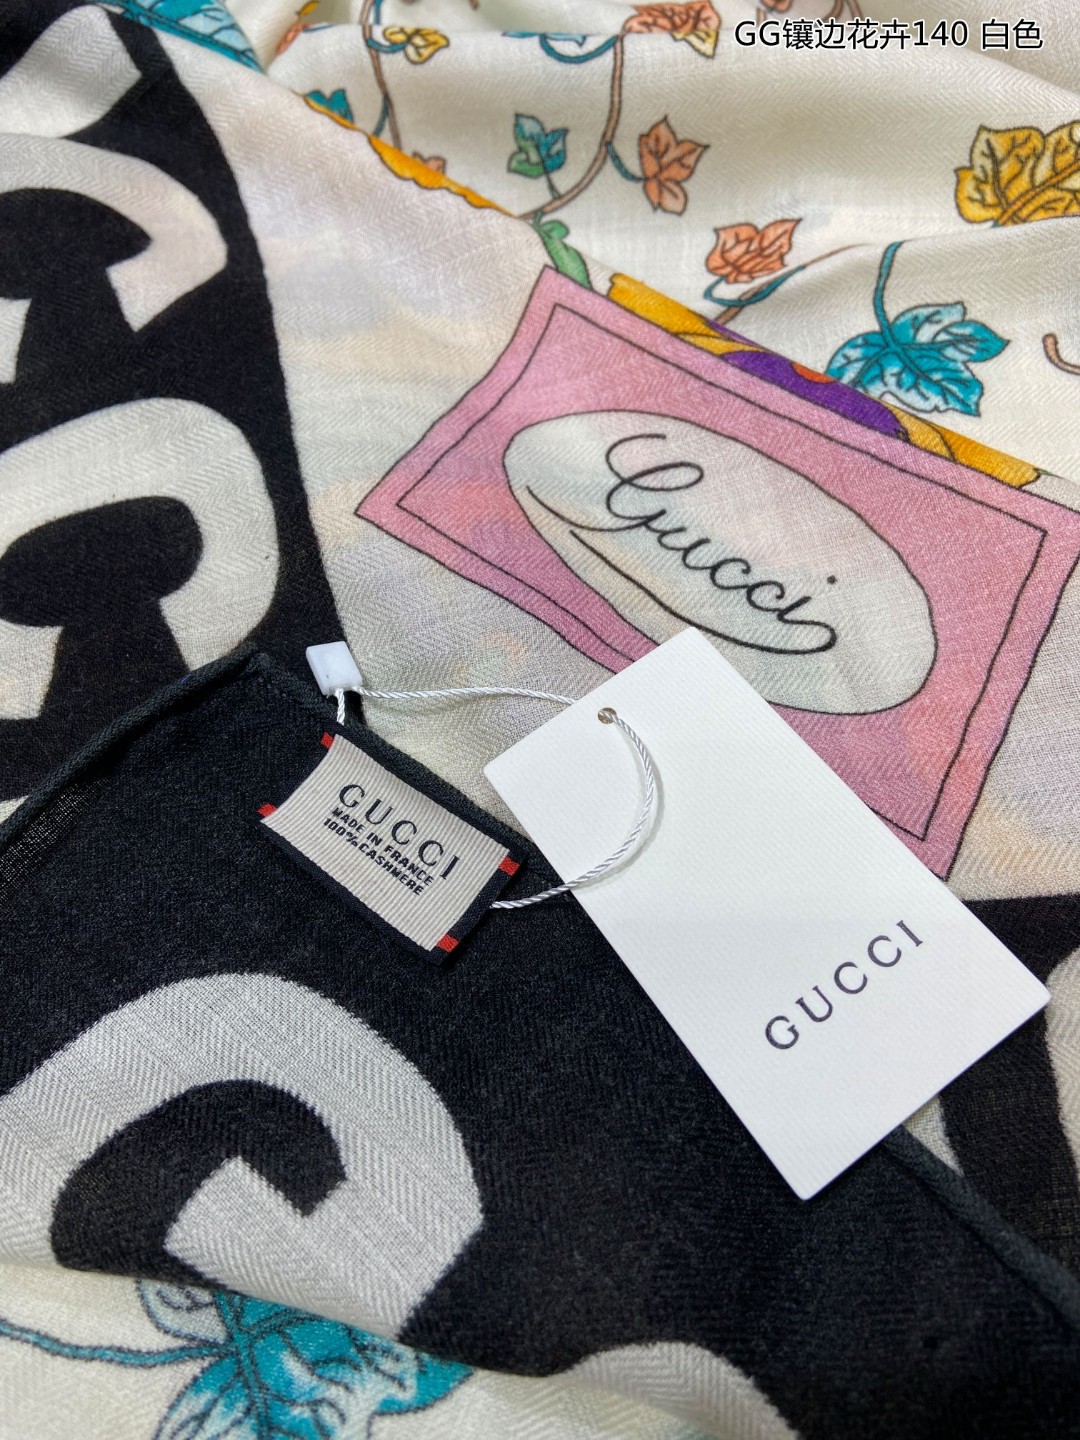 GG镶边花卉140 白色
Gucci
GUCCI
MADE IN FRANCE
100% CASHMERE
GUCCI